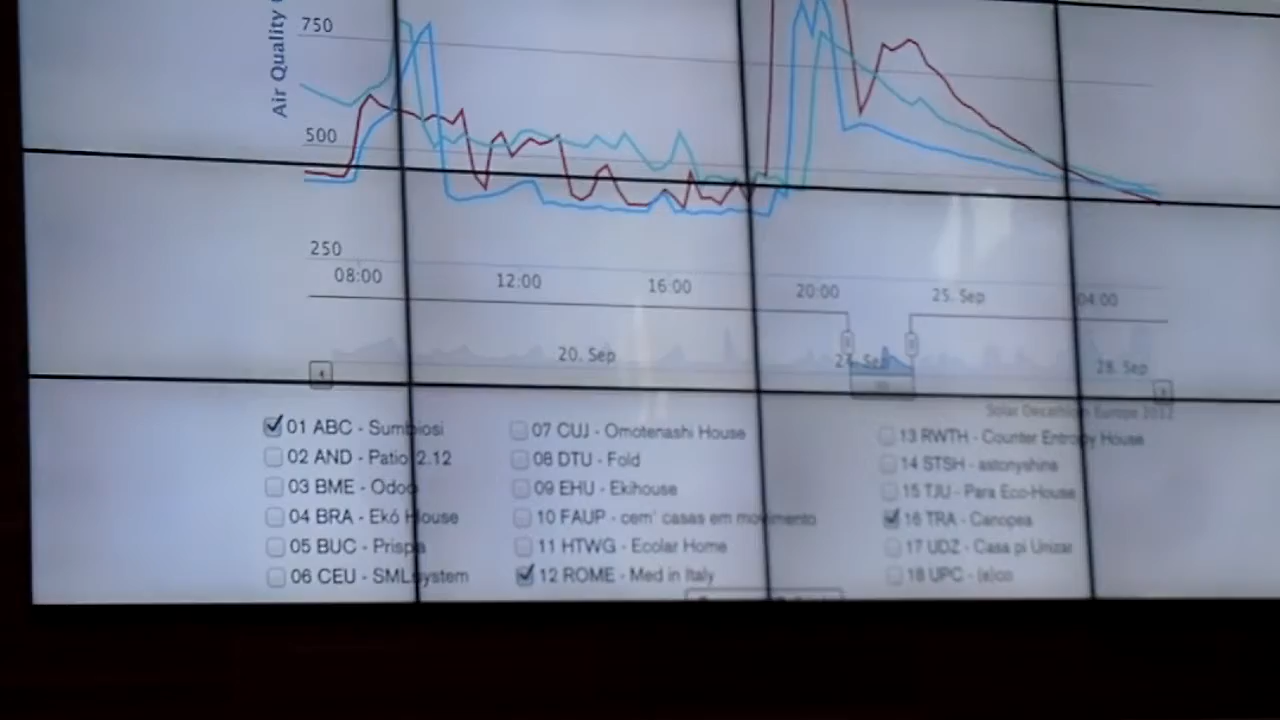 750
Air Quality
500
250
08:00 12:00 16:00 20:00 25. Sep 04:00
20. Sep 24. Sep 28. Sep
Solar Decathlon Europe 2012
01 ABC - Sumbiosi
02 AND - Patio 2.12
03 BME - Odoo
04 BRA - Ekó House
05 BUC - Prispa
06 CEU - SMLsystem
07 CUJ - Omotenashi House
08 DTU - Fold
09 EHU - Ekihouse
10 FAUP - cem' casas em movimento
11 HTWG - Ecolar Home
12 ROME - Med in Italy
13 RWTH - Counter Entropy House
14 STSH - astonyshine
15 TJU - Para Eco-House
16 TRA - Canopea
17 UDZ - Casa pi Unizar
18 UPC - (e)co